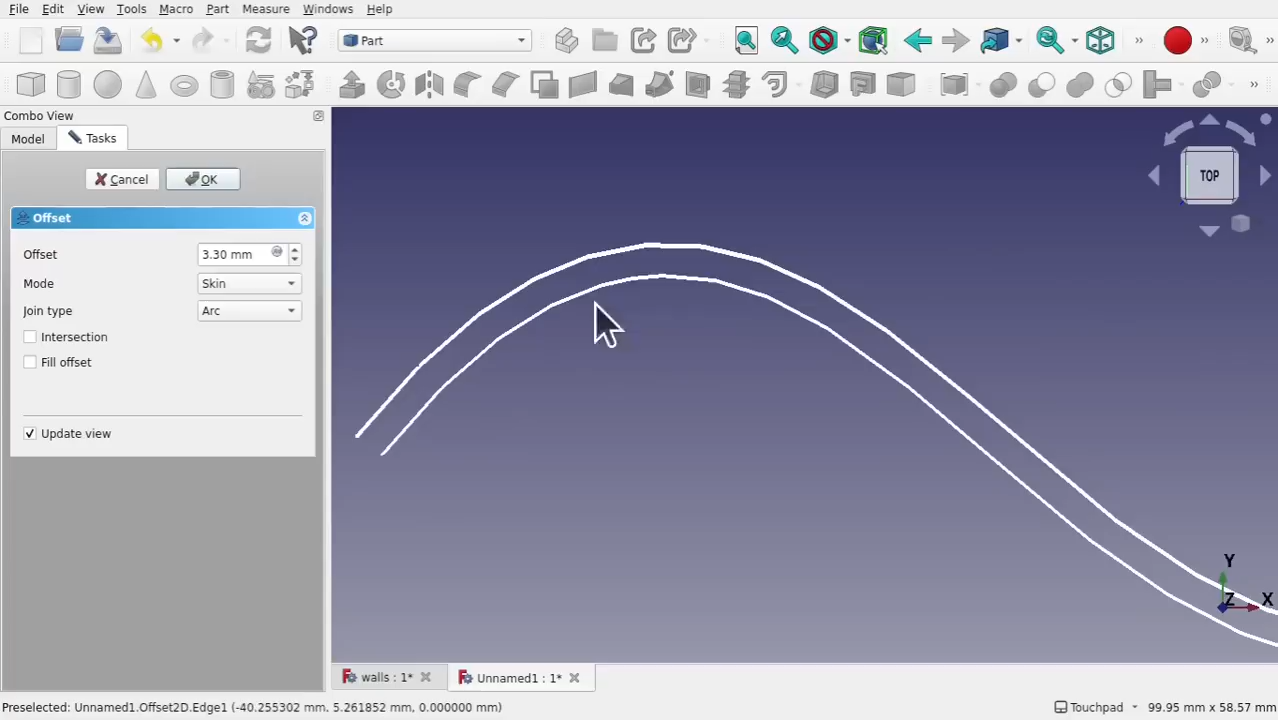 File Edit View Tools Macro Part Measure Windows Help
Part
Combo View
Model Tasks
Cancel OK
Offset
Offset 3.30 mm
Mode Skin
Join type Arc
Intersection
Fill offset
Update view
TOP
Y
Z X
walls : 1* Unnamed1 : 1*
Preselected: Unnamed1.Offset2D.Edge1 (-40.255302 mm, 5.261852 mm, 0.000000 mm) Touchpad 99.95 mm x 58.57 mm